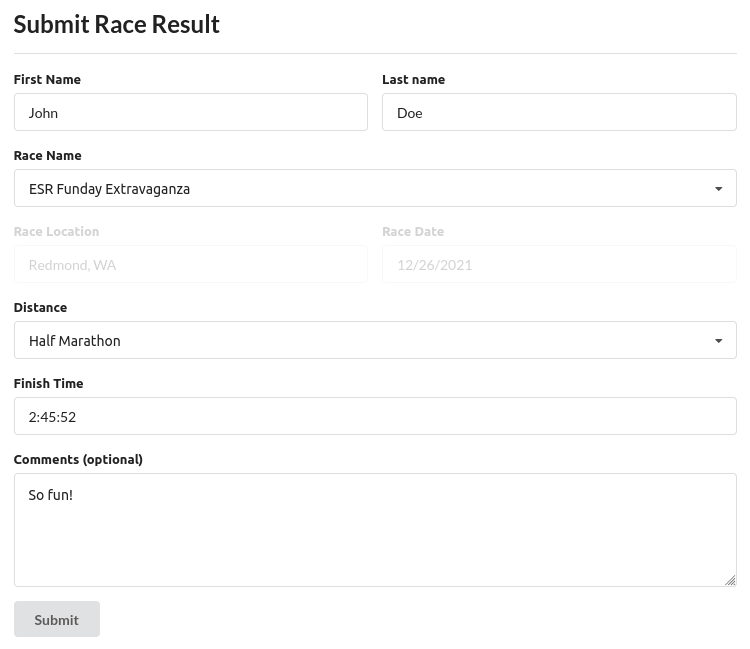 Submit Race Result
First Name
Last name
John
Doe
Race Name
ESR Funday Extravaganza
Race Location
Race Date
Redmond, WA
12/26/2021
Distance
Half Marathon
Finish Time
2:45:52
Comments (optional)
So fun!
Submit